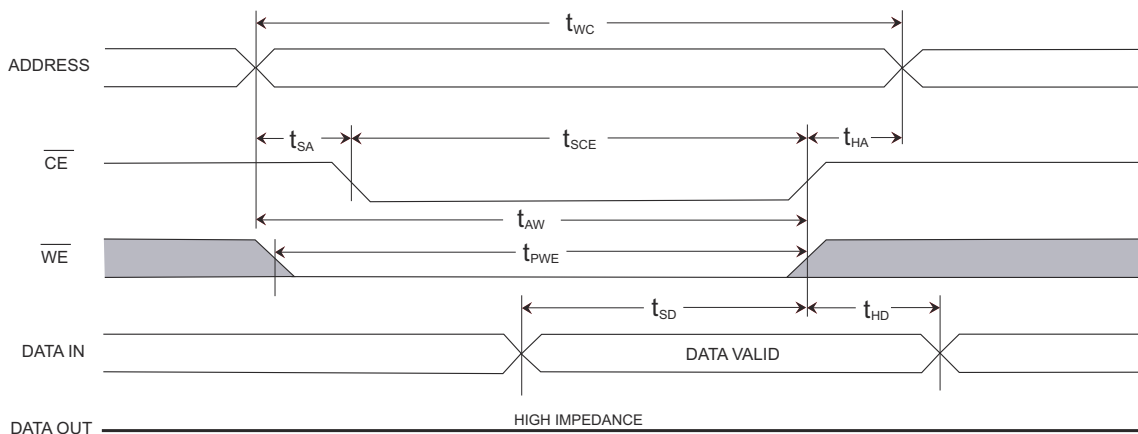 tWC
ADDRESS
tSA
tSCE
tHA
CE
tAW
WE
tPWE
tSD
tHD
DATA IN
DATA VALID
HIGH IMPEDANCE
DATA OUT